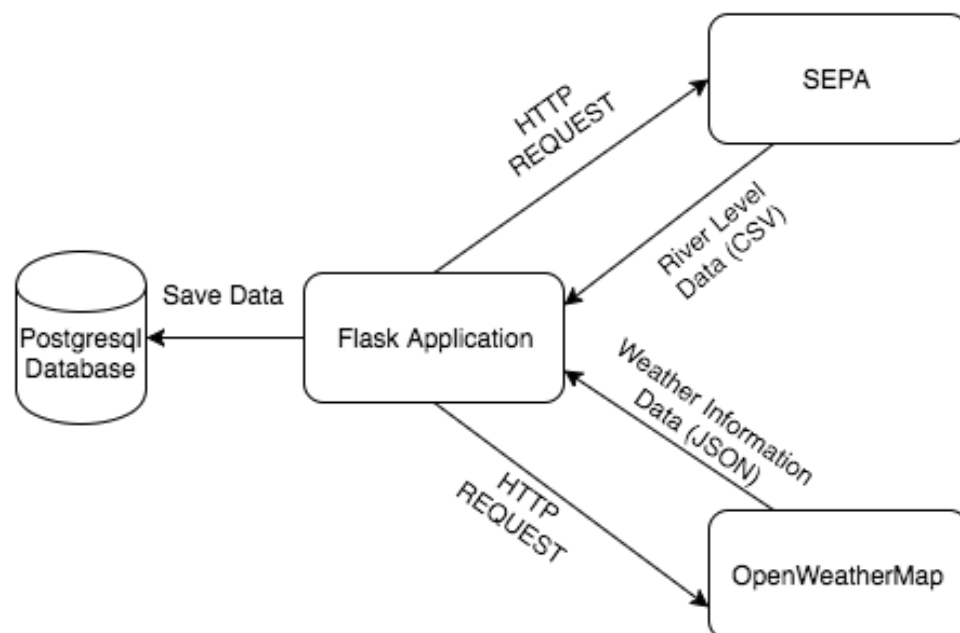 SEPA
HTTP
REQUEST
River Level
Data (CSV)
Save Data
Postgresql
Database
Flask Application
Weather Information
Data (JSON)
HTTP
REQUEST
OpenWeatherMap